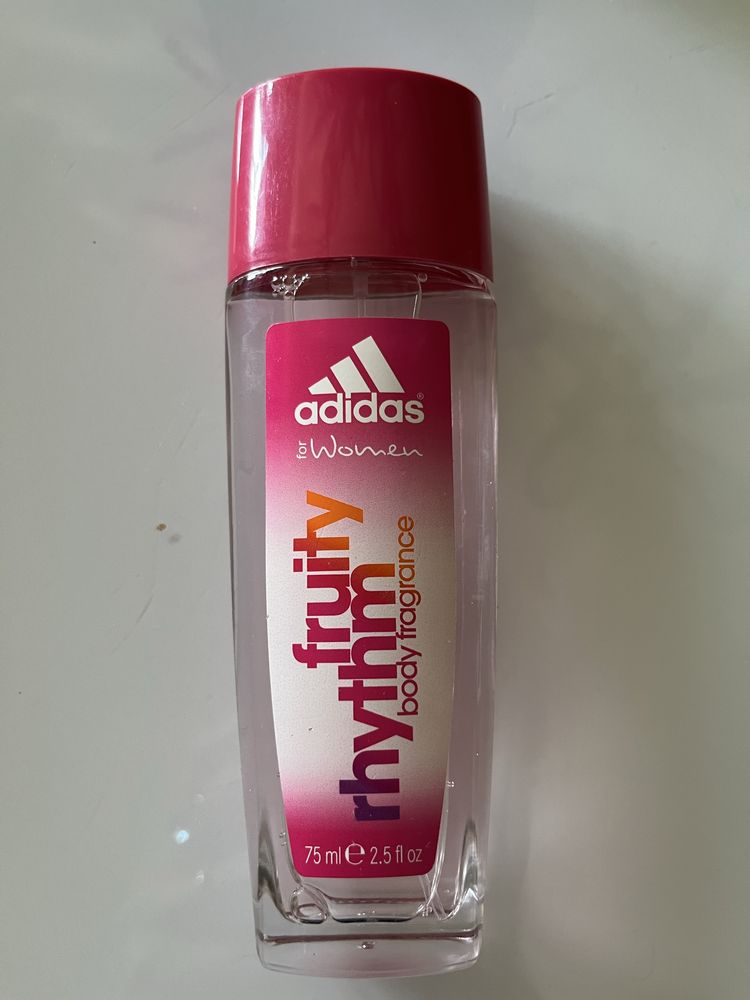 adidas®
for Women
fruity
rhythm
body fragrance
75 ml ℮ 2.5 fl oz